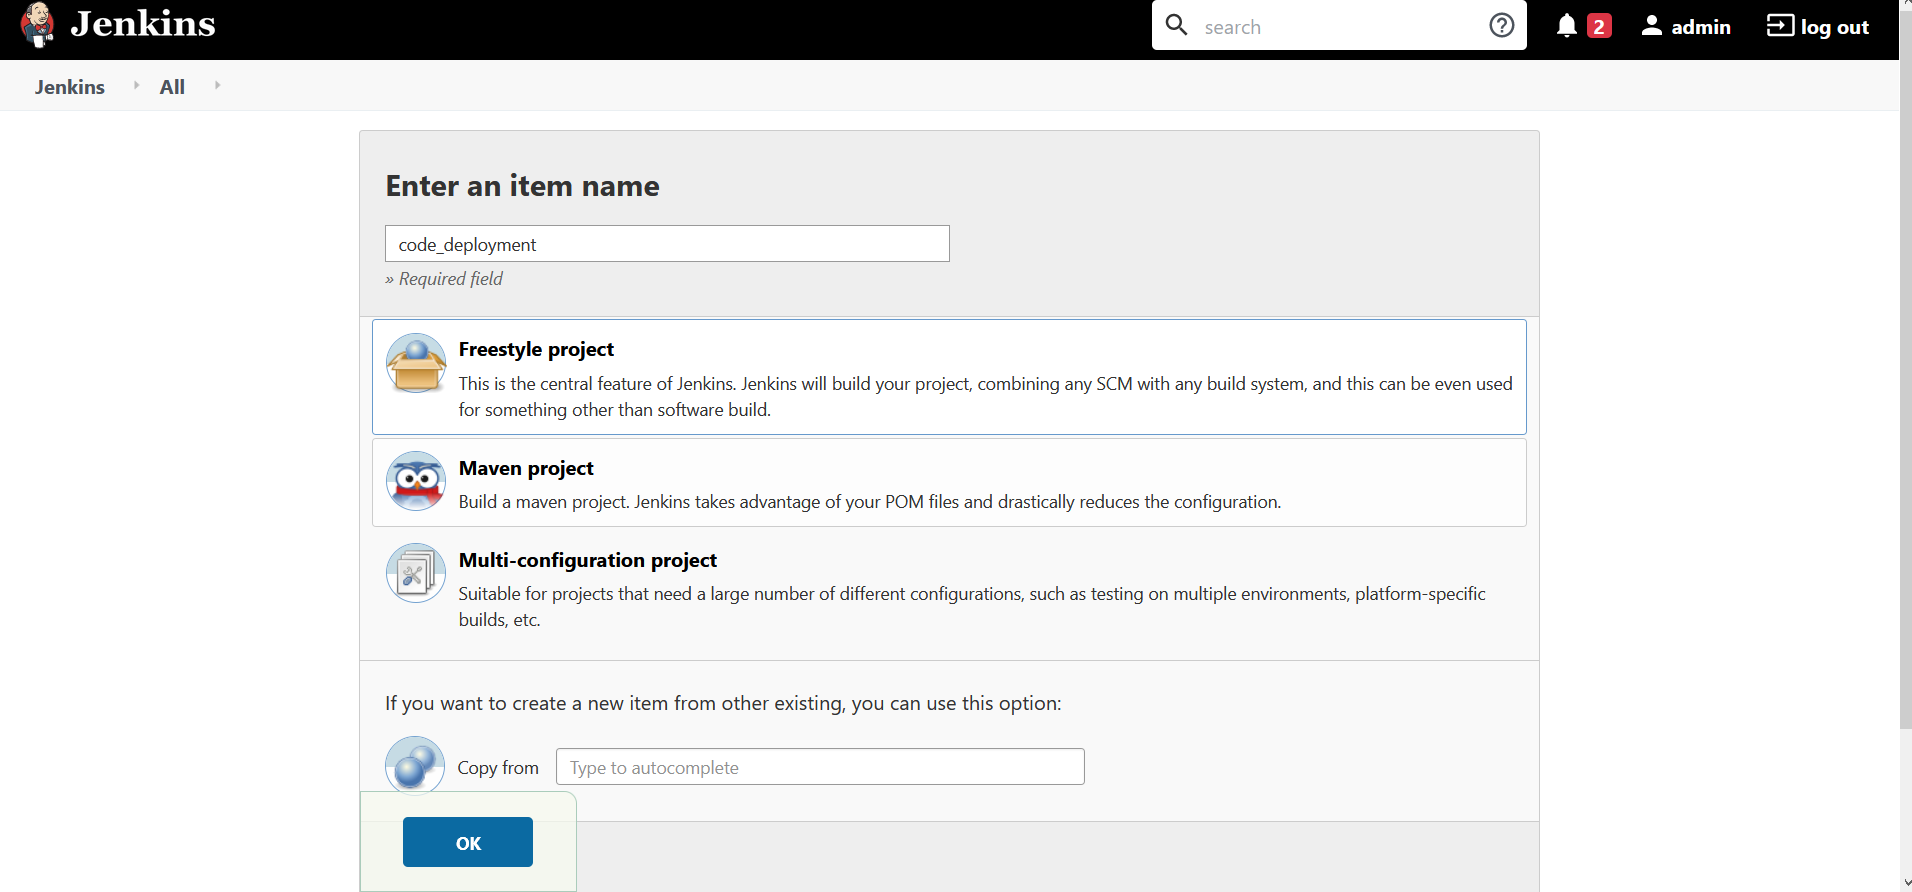 Jenkins
search
2
admin
log out
Jenkins
All
Enter an item name
code_deployment
» Required field
Freestyle project
This is the central feature of Jenkins. Jenkins will build your project, combining any SCM with any build system, and this can be even used
for something other than software build.
Maven project
Build a maven project. Jenkins takes advantage of your POM files and drastically reduces the configuration.
Multi-configuration project
Suitable for projects that need a large number of different configurations, such as testing on multiple environments, platform-specific
builds, etc.
If you want to create a new item from other existing, you can use this option:
Copy from
Type to autocomplete
OK